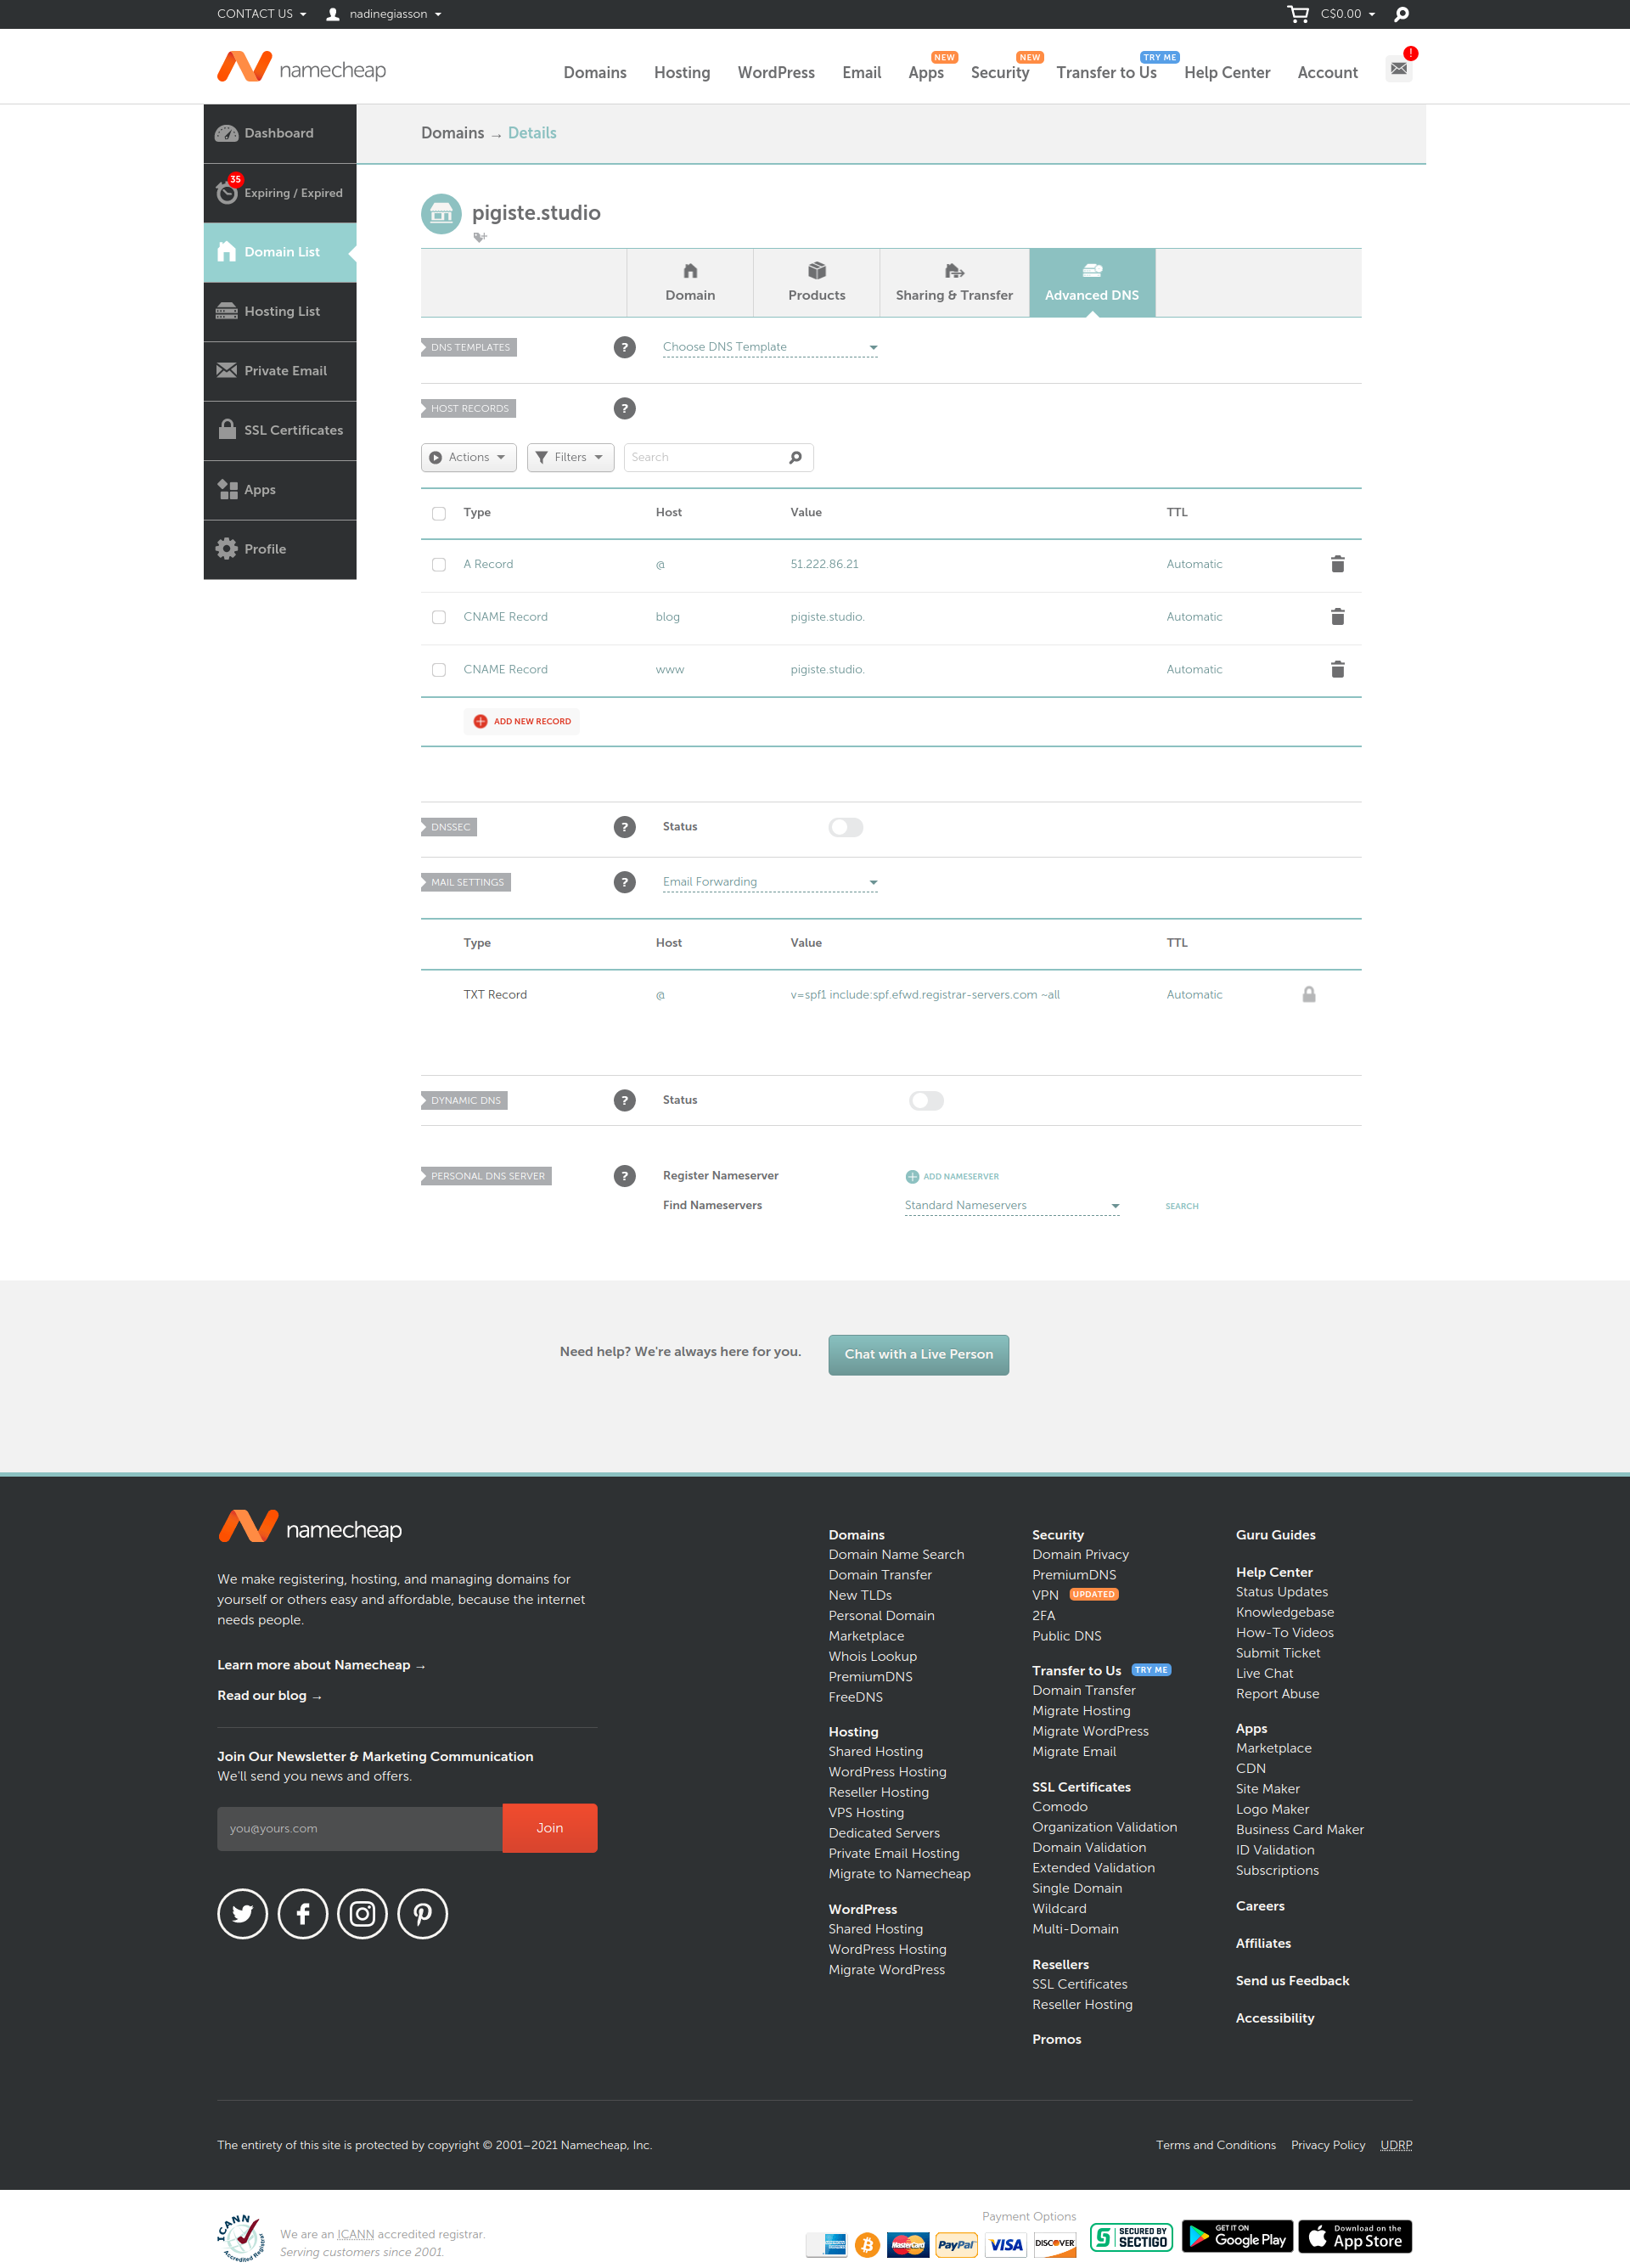 CONTACT US nadinegiasson C$0.00
namecheap
Domains Hosting WordPress Email Apps NEW Security NEW Transfer to Us TRY ME Help Center Account !
Dashboard
35
Expiring / Expired
Domain List
Hosting List
Private Email
SSL Certificates
Apps
Profile
Domains → Details
pigiste.studio
Domain Products Sharing & Transfer Advanced DNS
DNS TEMPLATES ? Choose DNS Template
HOST RECORDS ?
Actions Filters Search
Type Host Value TTL
A Record @ 51.222.86.21 Automatic
CNAME Record blog pigiste.studio. Automatic
CNAME Record www pigiste.studio. Automatic
ADD NEW RECORD
DNSSEC ? Status
MAIL SETTINGS ? Email Forwarding
Type Host Value TTL
TXT Record @ v=spf1 include:spf.efwd.registrar-servers.com ~all Automatic
DYNAMIC DNS ? Status
PERSONAL DNS SERVER ? Register Nameserver ADD NAMESERVER
Find Nameservers Standard Nameservers SEARCH
Need help? We're always here for you. Chat with a Live Person
namecheap
We make registering, hosting, and managing domains for
yourself or others easy and affordable, because the internet
needs people.
Learn more about Namecheap →
Read our blog →
Join Our Newsletter & Marketing Communication
We'll send you news and offers.
you@yours.com Join
Domains
Domain Name Search
Domain Transfer
New TLDs
Personal Domain
Marketplace
Whois Lookup
PremiumDNS
FreeDNS
Hosting
Shared Hosting
WordPress Hosting
Reseller Hosting
VPS Hosting
Dedicated Servers
Private Email Hosting
Migrate to Namecheap
WordPress
Shared Hosting
WordPress Hosting
Migrate WordPress
Security
Domain Privacy
PremiumDNS
VPN UPDATED
2FA
Public DNS
Transfer to Us TRY ME
Domain Transfer
Migrate Hosting
Migrate WordPress
Migrate Email
SSL Certificates
Comodo
Organization Validation
Domain Validation
Extended Validation
Single Domain
Wildcard
Multi-Domain
Resellers
SSL Certificates
Reseller Hosting
Promos
Guru Guides
Help Center
Status Updates
Knowledgebase
How-To Videos
Submit Ticket
Live Chat
Report Abuse
Apps
Marketplace
CDN
Site Maker
Logo Maker
Business Card Maker
ID Validation
Subscriptions
Careers
Affiliates
Send us Feedback
Accessibility
The entirety of this site is protected by copyright © 2001–2021 Namecheap, Inc.
Terms and Conditions Privacy Policy UDRP
ICANN
Accredited Registrar
We are an ICANN accredited registrar.
Serving customers since 2001.
Payment Options
MasterCard PayPal VISA DISCOVER
SECURED BY
SECTIGO
GET IT ON
Google Play
Download on the
App Store